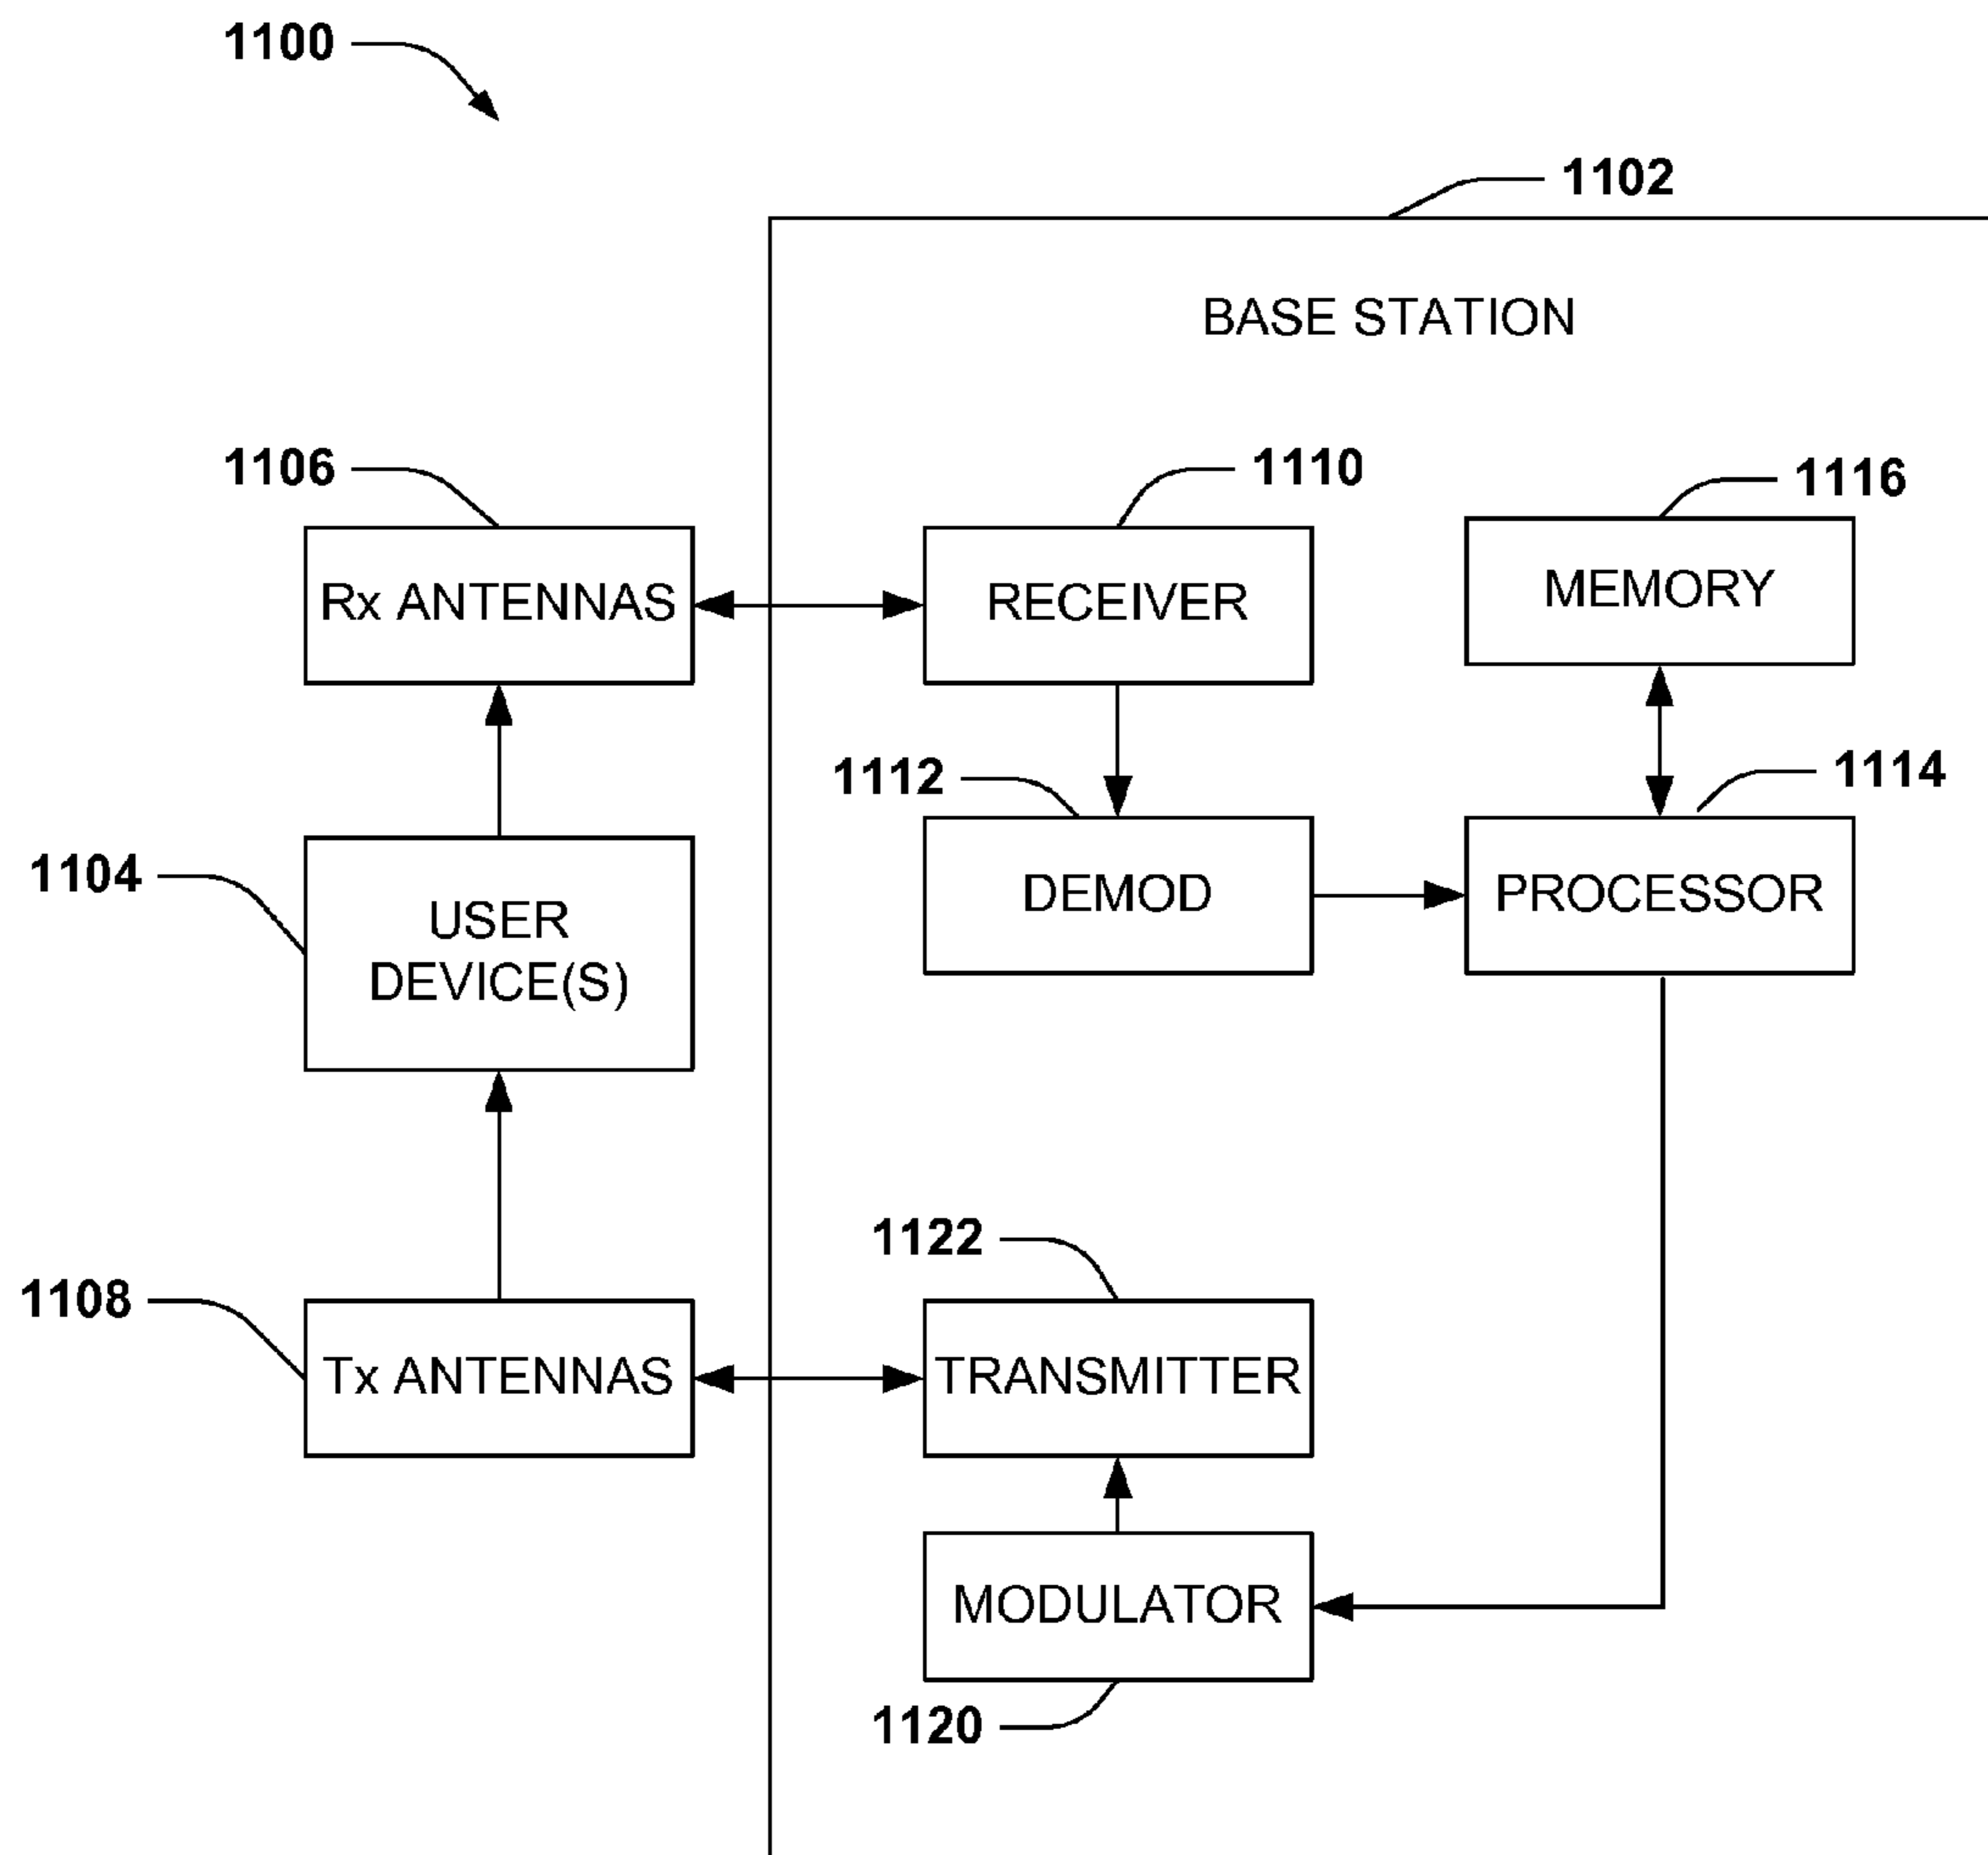 1100
1102
BASE STATION
1106
1110
1116
Rx ANTENNAS
RECEIVER
MEMORY
1112
1114
1104
USER
DEVICE(S)
DEMOD
PROCESSOR
1122
1108
Tx ANTENNAS
TRANSMITTER
MODULATOR
1120